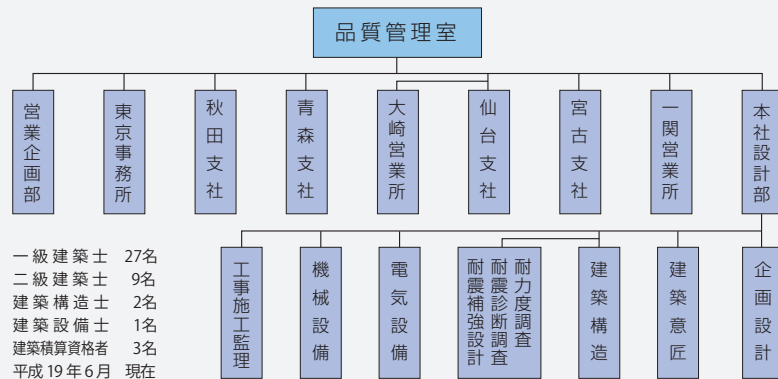 品質管理室
営業企画部
東京事務所
秋田支社
青森支社
大崎営業所
仙台支社
宮古支社
一関営業所
本社設計部
工事施工監理
機械設備
電気設備
耐力度調査
耐震診断調査
耐震補強設計
建築構造
建築意匠
企画設計
一級建築士 27名
二級建築士 9名
建築構造士 2名
建築設備士 1名
建築積算資格者 3名
平成19年6月 現在